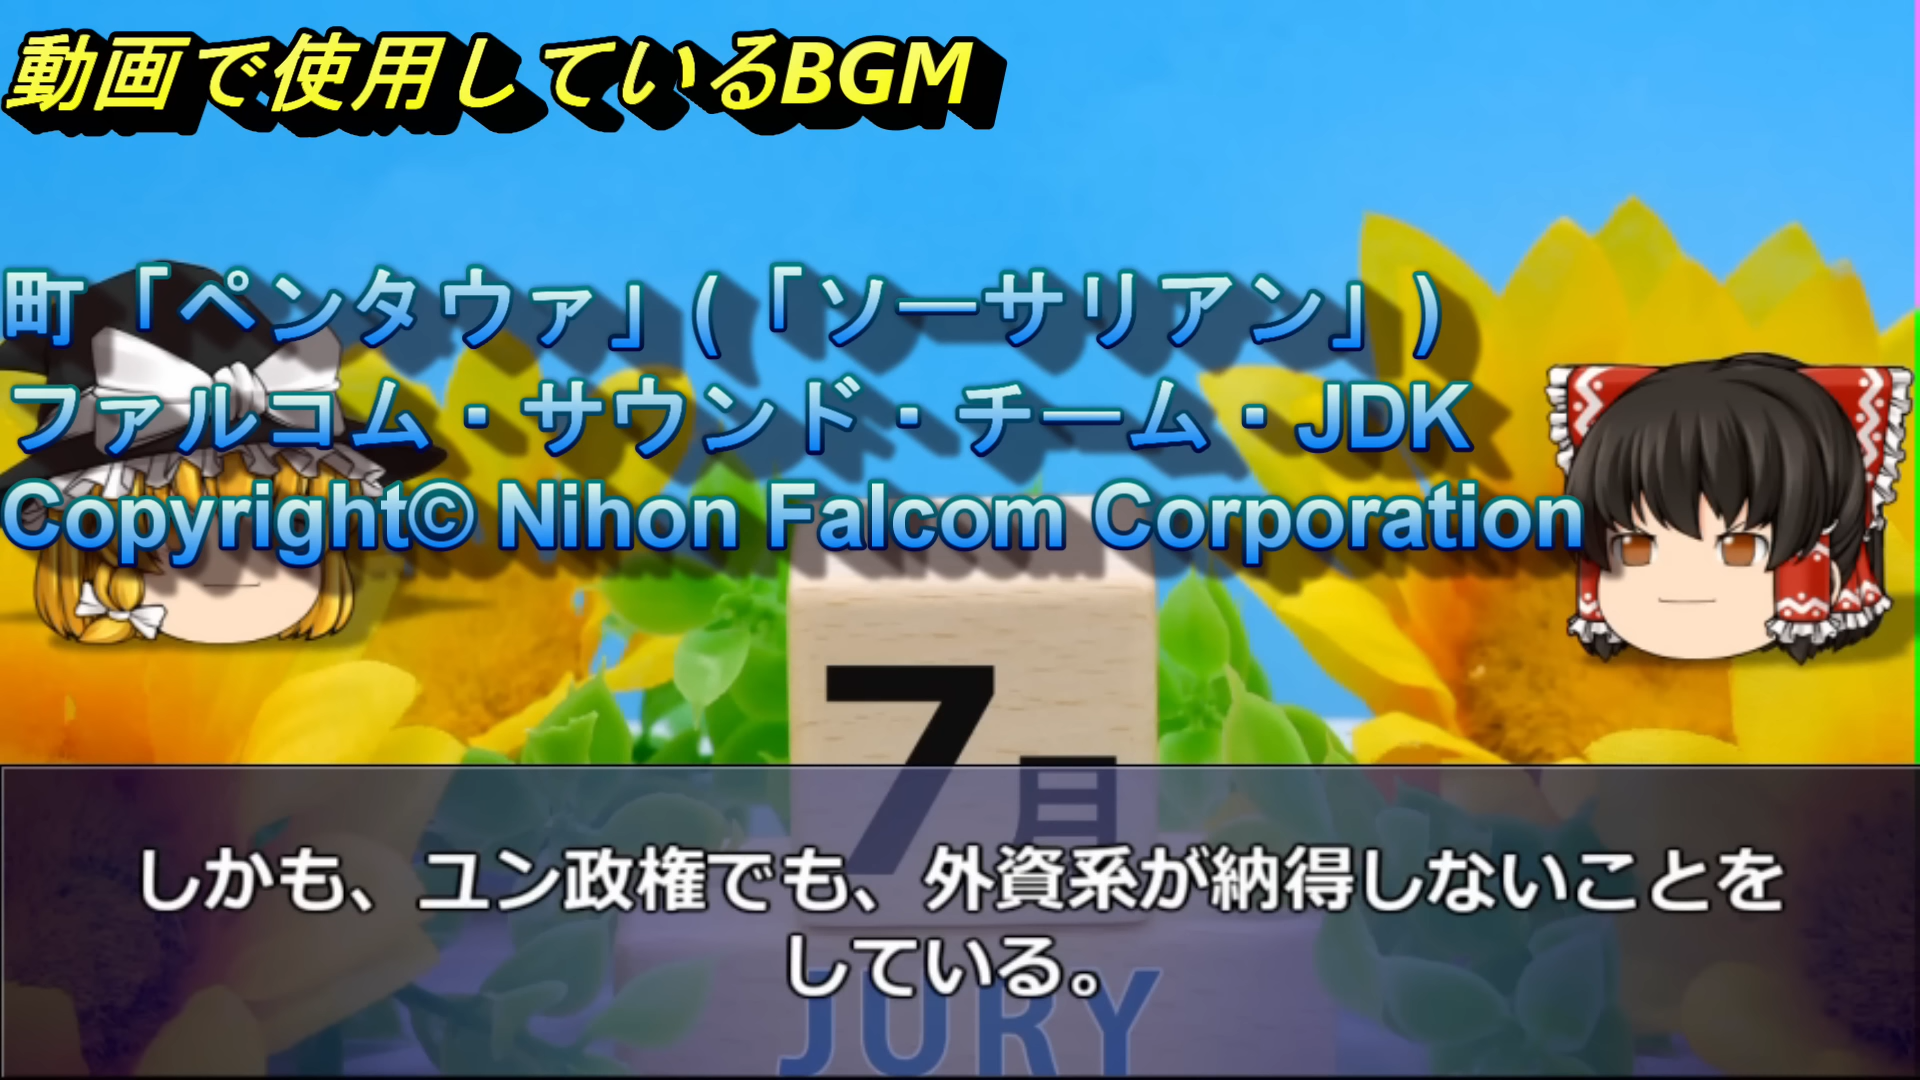 動画で使用しているBGM
町「ペンタウァ」(「ソーサリアン」)
ファルコム・サウンド・チーム・JDK
Copyright© Nihon Falcom Corporation
7月
しかも、ユン政権でも、外資系が納得しないことを
している。
JURY